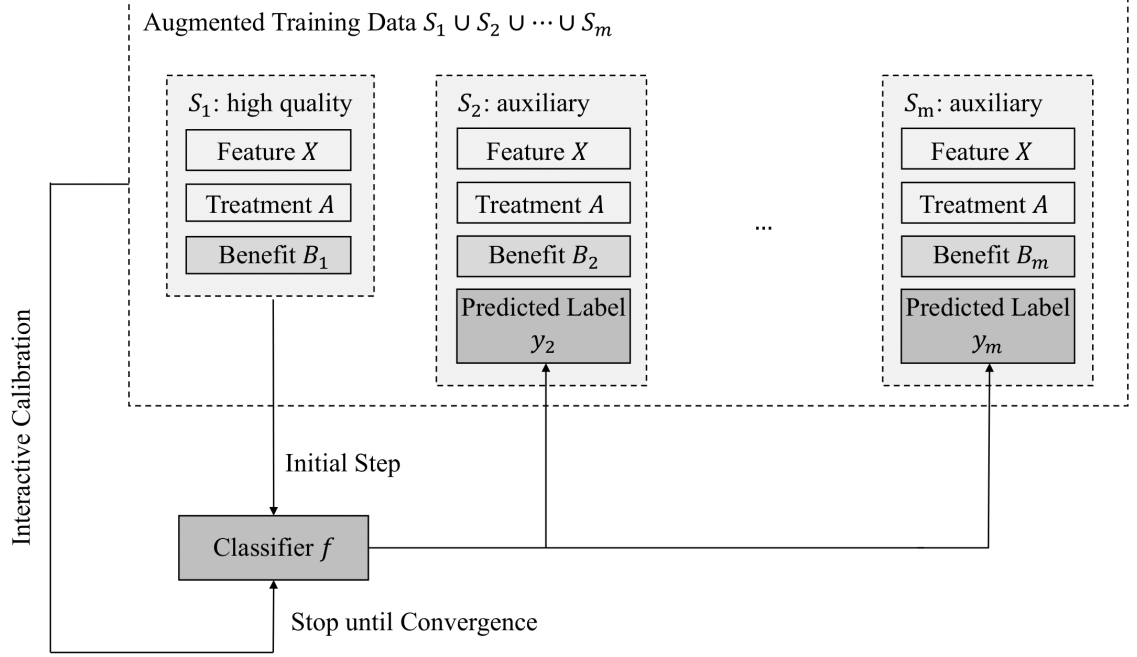 Augmented Training Data S₁ ∪ S₂ ∪ ⋯ ∪ Sₘ
S₁: high quality
Feature X
Treatment A
Benefit B₁
S₂: auxiliary
Feature X
Treatment A
Benefit B₂
Predicted Label
y₂
...
Sₘ: auxiliary
Feature X
Treatment A
Benefit Bₘ
Predicted Label
yₘ
Interactive Calibration
Initial Step
Classifier f
Stop until Convergence